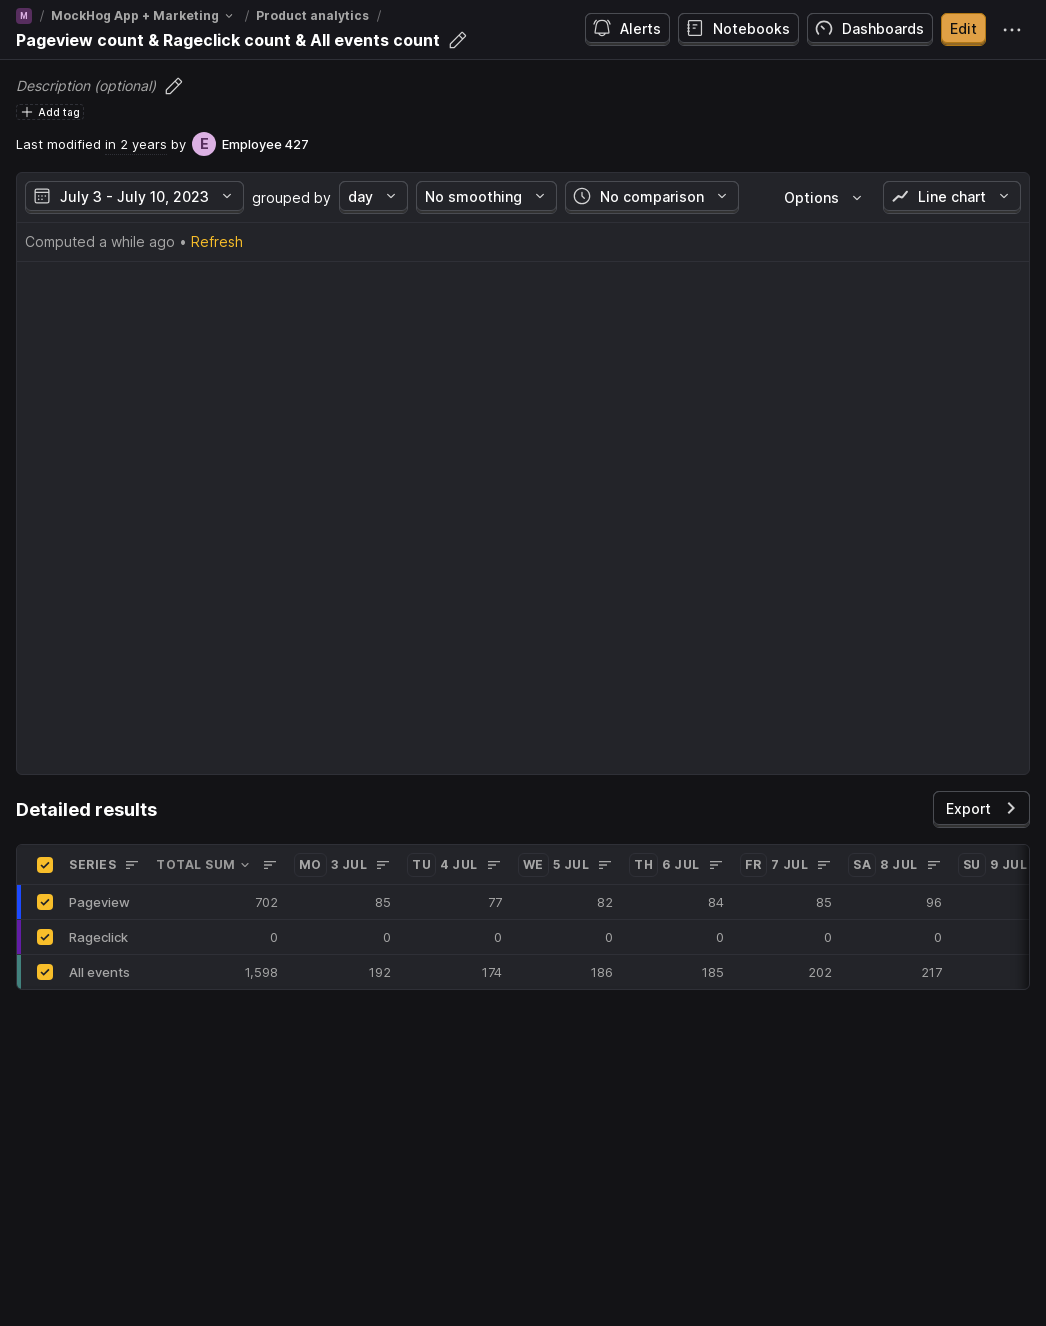 M / MockHog App + Marketing / Product analytics /
Pageview count & Rageclick count & All events count
Alerts Notebooks Dashboards Edit
Description (optional)
Add tag
Last modified in 2 years by E Employee 427
July 3 - July 10, 2023 grouped by day No smoothing No comparison Options Line chart
Computed a while ago • Refresh
Detailed results
Export
SERIES TOTAL SUM MO 3 JUL TU 4 JUL WE 5 JUL TH 6 JUL FR 7 JUL SA 8 JUL SU 9 JUL
Pageview 702 85 77 82 84 85 96
Rageclick 0 0 0 0 0 0 0
All events 1,598 192 174 186 185 202 217